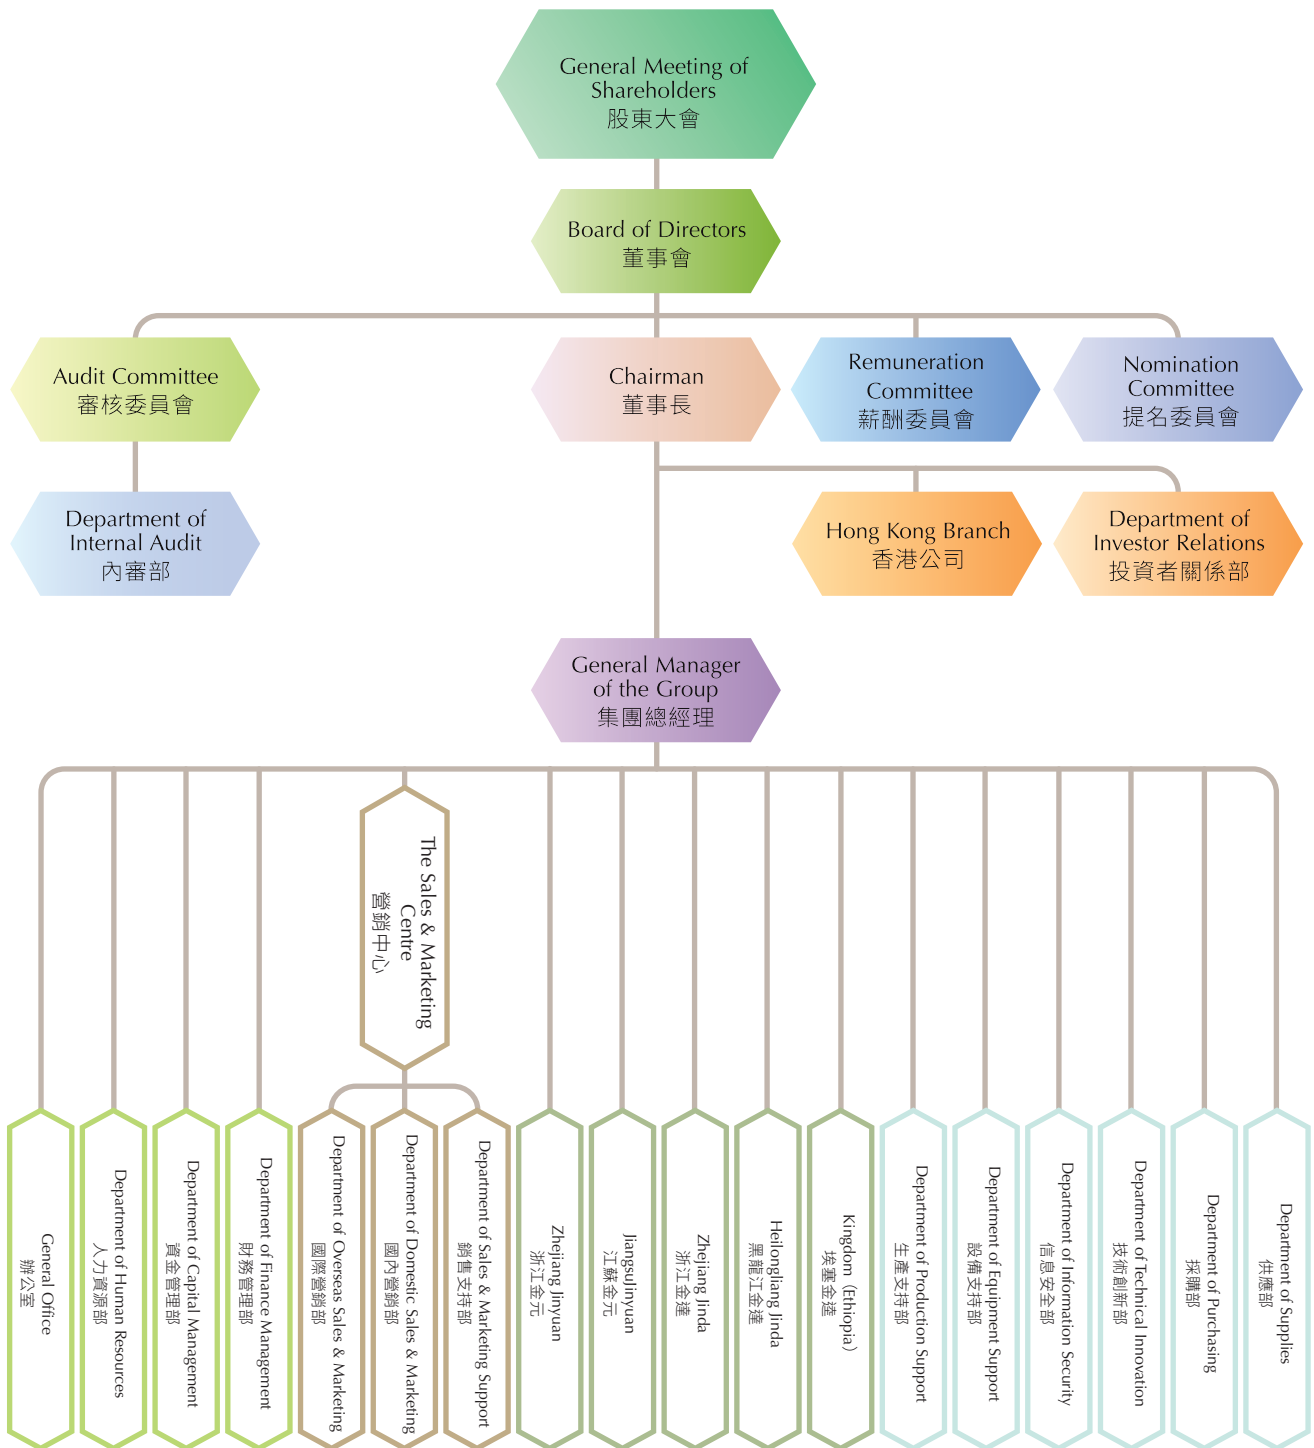 General Meeting of
Shareholders
股東大會
Board of Directors
董事會
Audit Committee
審核委員會
Chairman
董事長
Remuneration
Committee
薪酬委員會
Nomination
Committee
提名委員會
Department of
Internal Audit
內審部
Hong Kong Branch
香港公司
Department of
Investor Relations
投資者關係部
General Manager
of the Group
集團總經理
The Sales & Marketing
Centre
營銷中心
General Office
辦公室
Department of Human Resources
人力資源部
Department of Capital Management
資金管理部
Department of Finance Management
財務管理部
Department of Overseas Sales & Marketing
國際營銷部
Department of Domestic Sales & Marketing
國內營銷部
Department of Sales & Marketing Support
銷售支持部
Zhejiang Jinyuan
浙江金元
JiangsuJinyuan
江蘇金元
Zhejiang Jinda
浙江金達
Heilongliang Jinda
黑龍江金達
Kingdom (Ethiopia)
埃塞金達
Department of Production Support
生產支持部
Department of Equipment Support
設備支持部
Department of Information Security
信息安全部
Department of Technical Innovation
技術創新部
Department of Purchasing
採購部
Department of Supplies
供應部